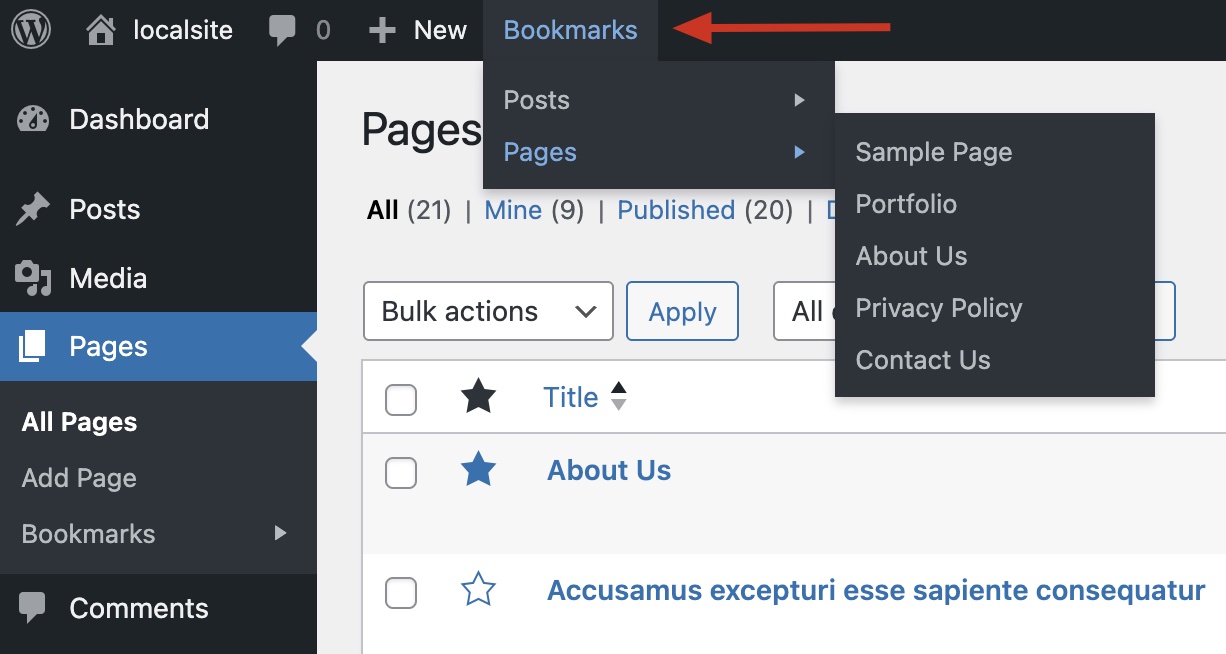 localsite 0 New Bookmarks
Dashboard
Posts
Media
Pages
All Pages
Add Page
Bookmarks
Comments
Posts
Pages
Sample Page
Portfolio
About Us
Privacy Policy
Contact Us
Pages
All (21) | Mine (9) | Published (20) |
Bulk actions Apply All
Title
About Us
Accusamus excepturi esse sapiente consequatur